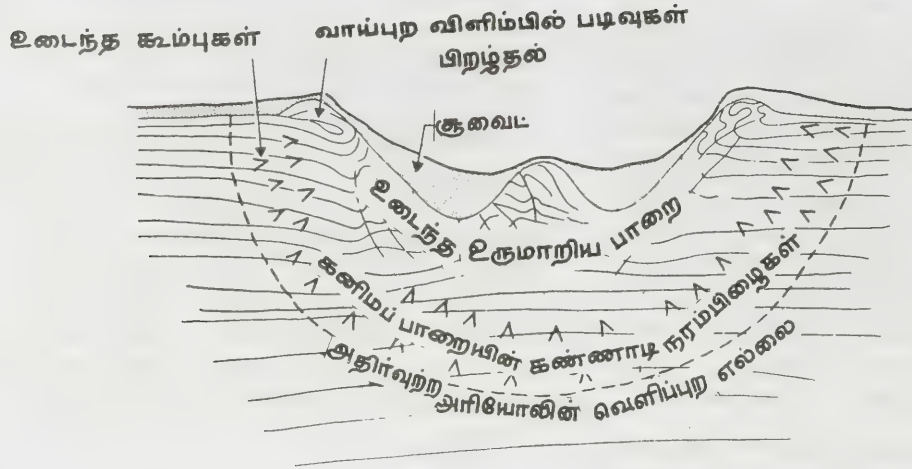 உடைந்த கூம்புகள்
வாய்புற விளிம்பில் படிவுகள்
பிறழ்தல்
சூவைட்
உடைந்த உருமாறிய பாறை
கனிமப் பாறையின் கண்ணாடி நரம்பிழைகள்
அதிர்வுற்ற அரியோலின் வெளிப்புற எல்லை